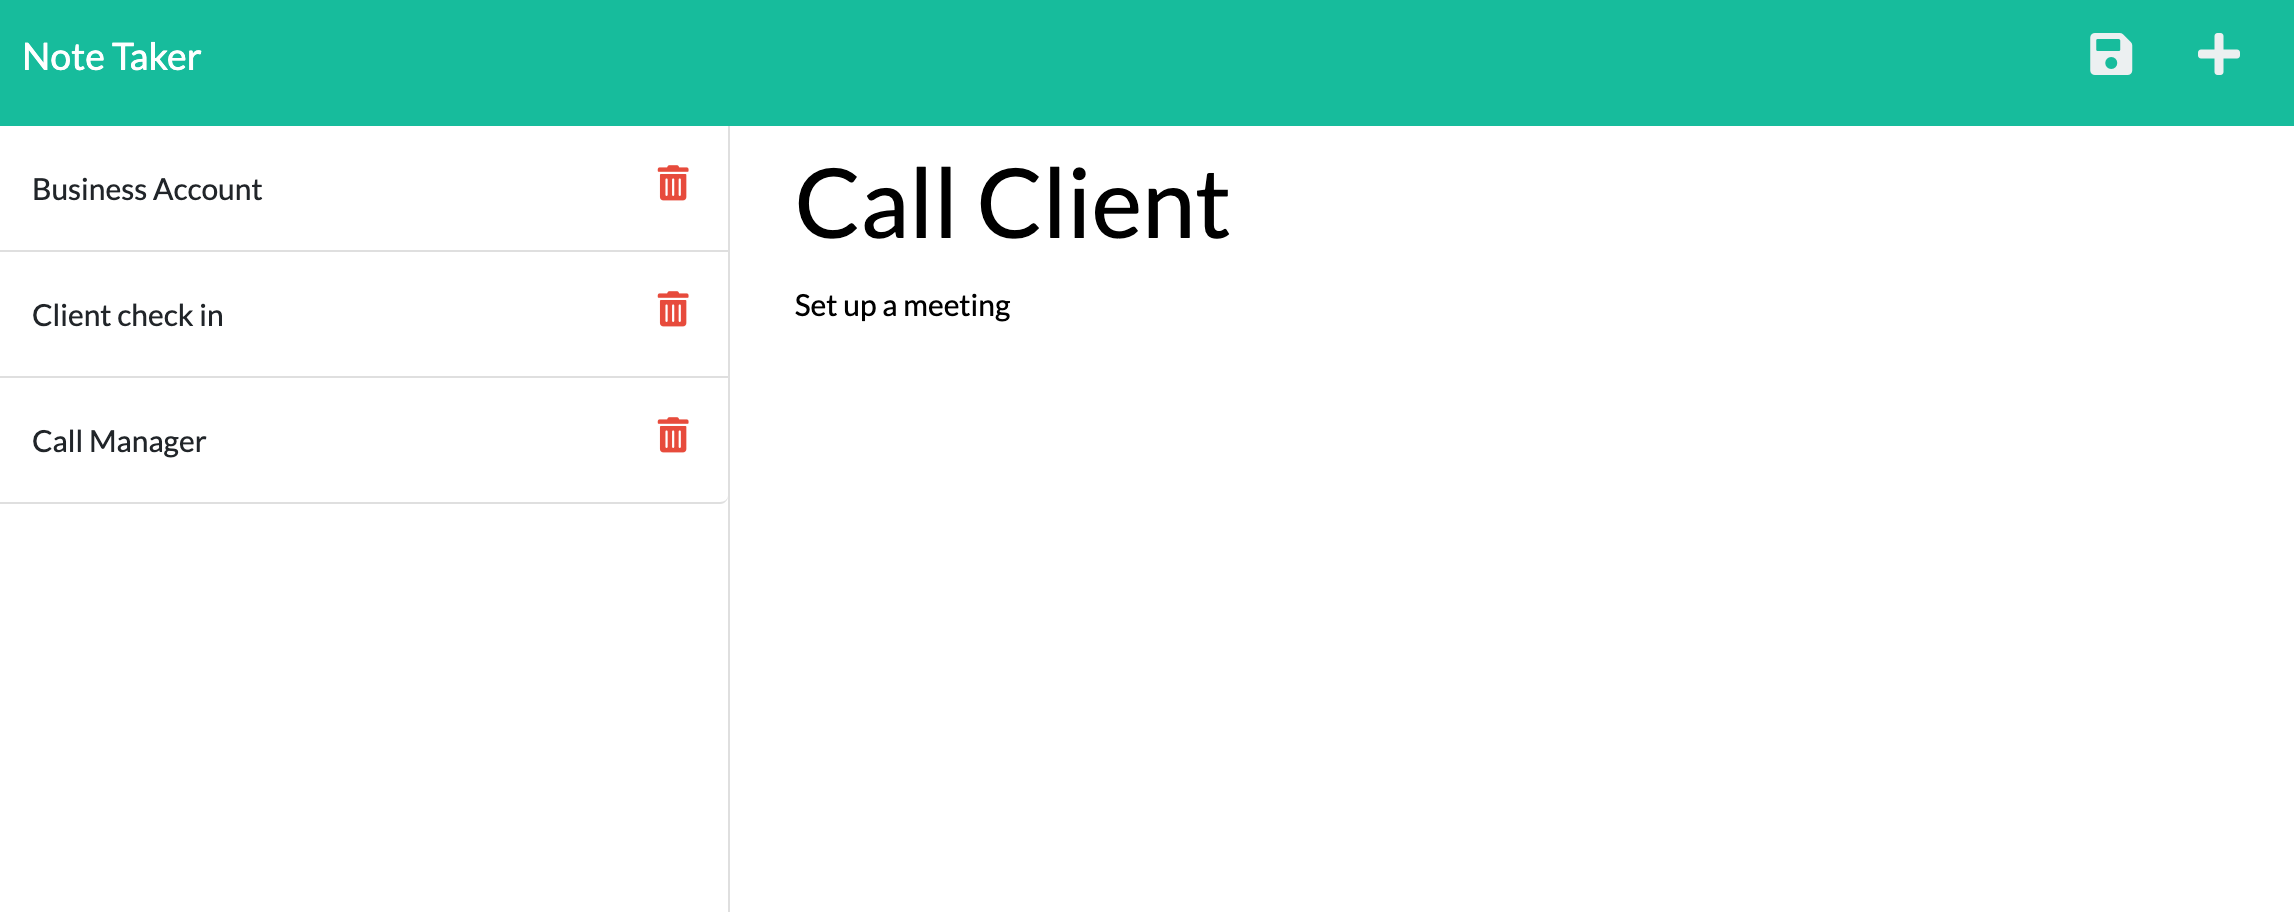 Note Taker
Business Account
Client check in
Call Manager
Call Client
Set up a meeting